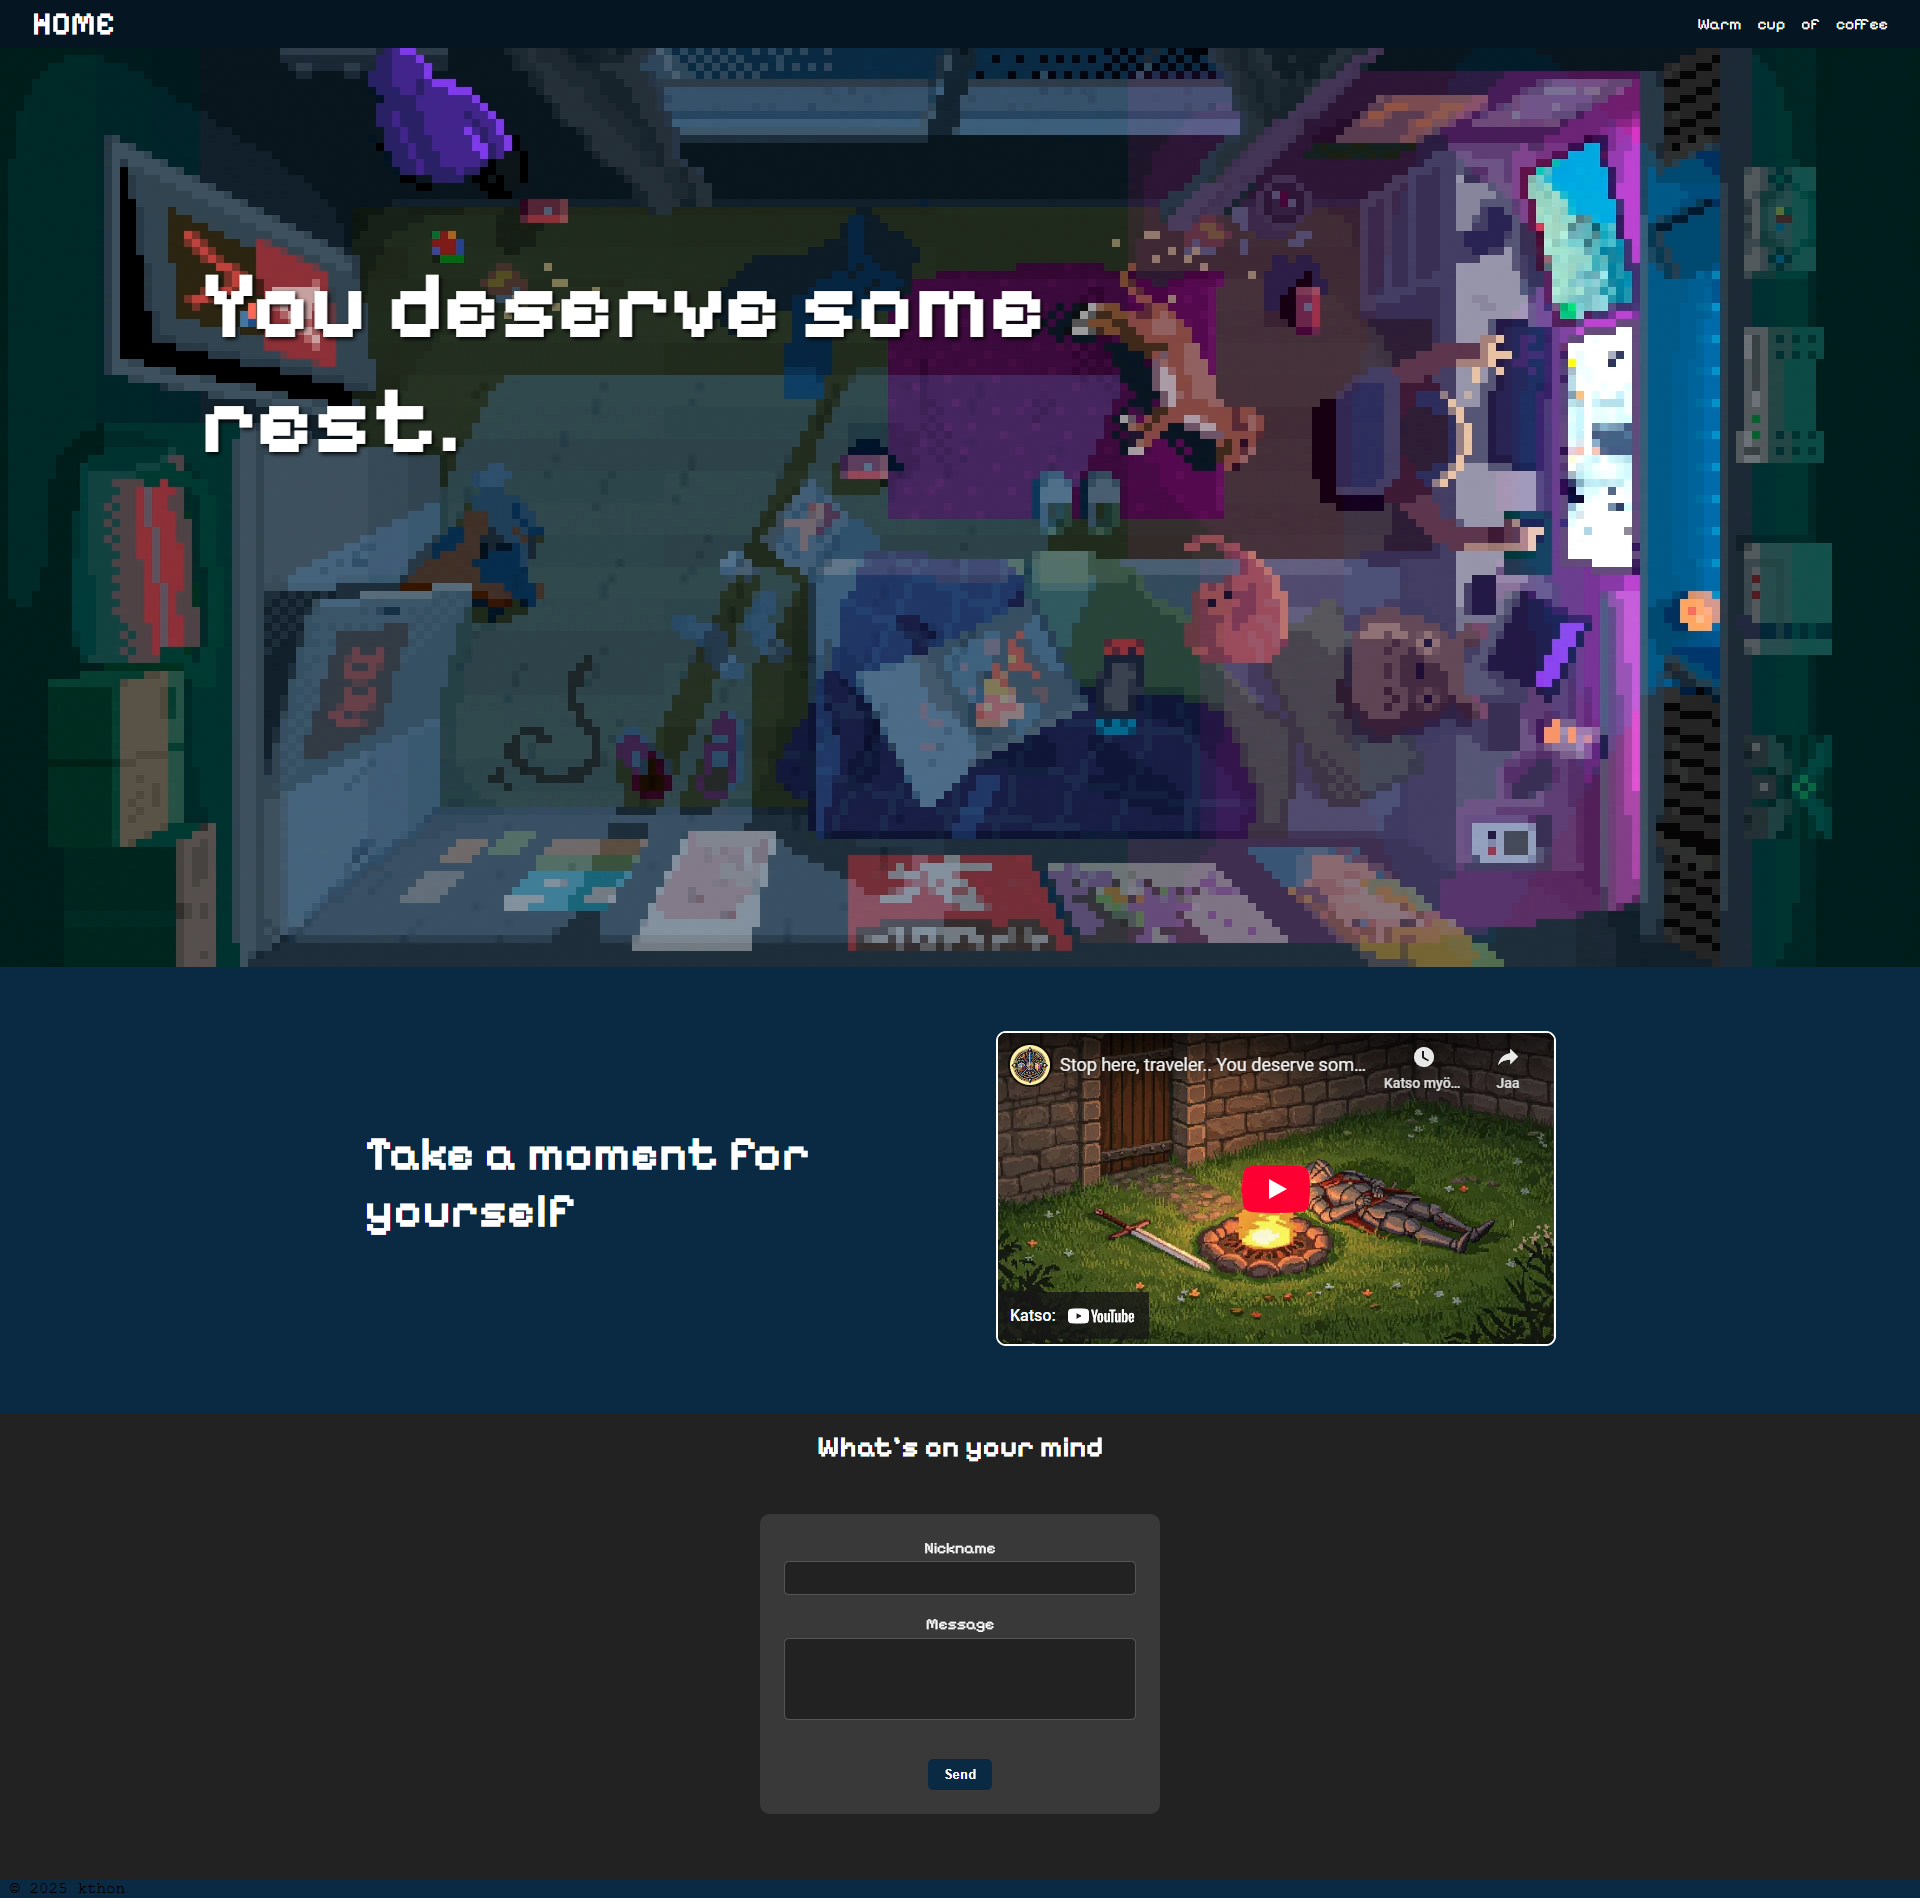 HOME
Warm cup of coffee
You deserve some
rest.
Take a moment for
yourself
Stop here, traveler.. You deserve som...
Katso myö...
Jaa
Katso: YouTube
What's on your mind
Nickname
Message
Send
© 2025 kthon